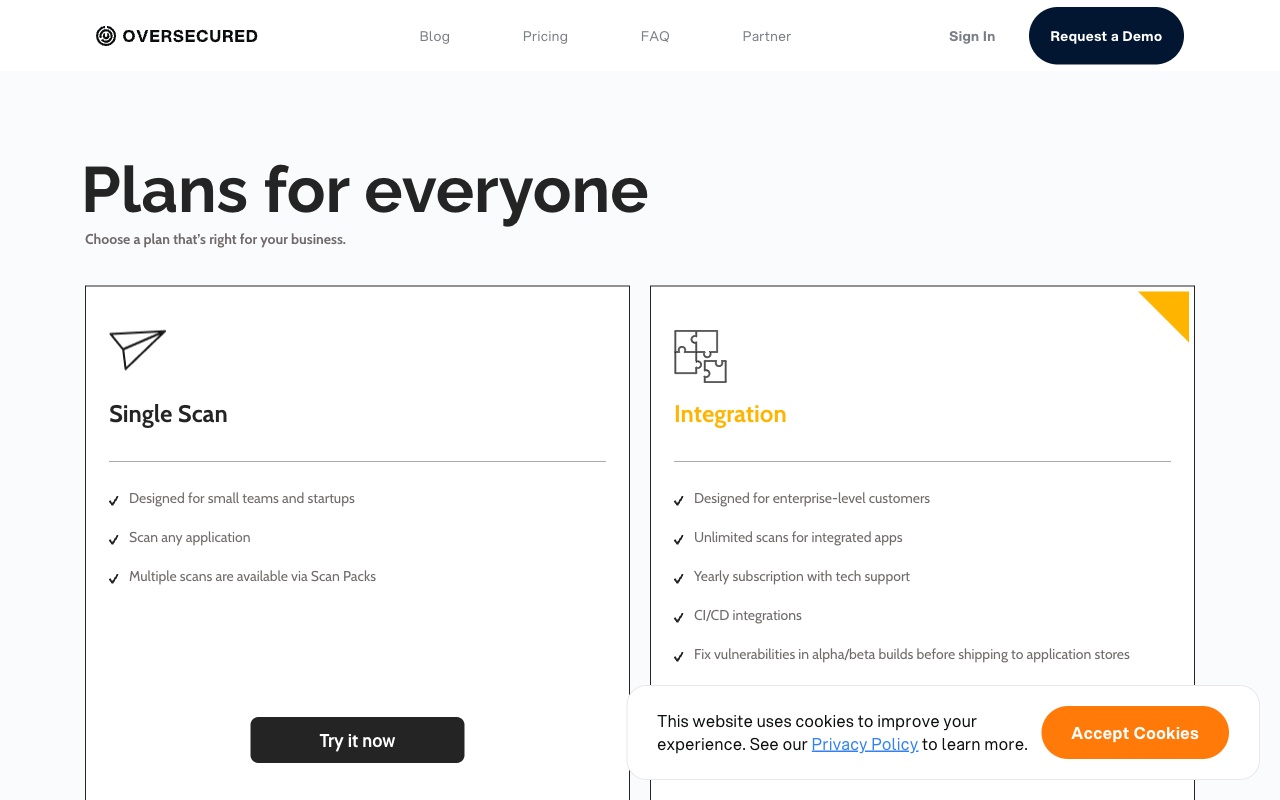 OVERSECURED
Blog
Pricing
FAQ
Partner
Sign In
Request a Demo
Plans for everyone
Choose a plan that's right for your business.
Single Scan
Designed for small teams and startups
Scan any application
Multiple scans are available via Scan Packs
Try it now
Integration
Designed for enterprise-level customers
Unlimited scans for integrated apps
Yearly subscription with tech support
CI/CD integrations
Fix vulnerabilities in alpha/beta builds before shipping to application stores
This website uses cookies to improve your
experience. See our Privacy Policy to learn more.
Accept Cookies